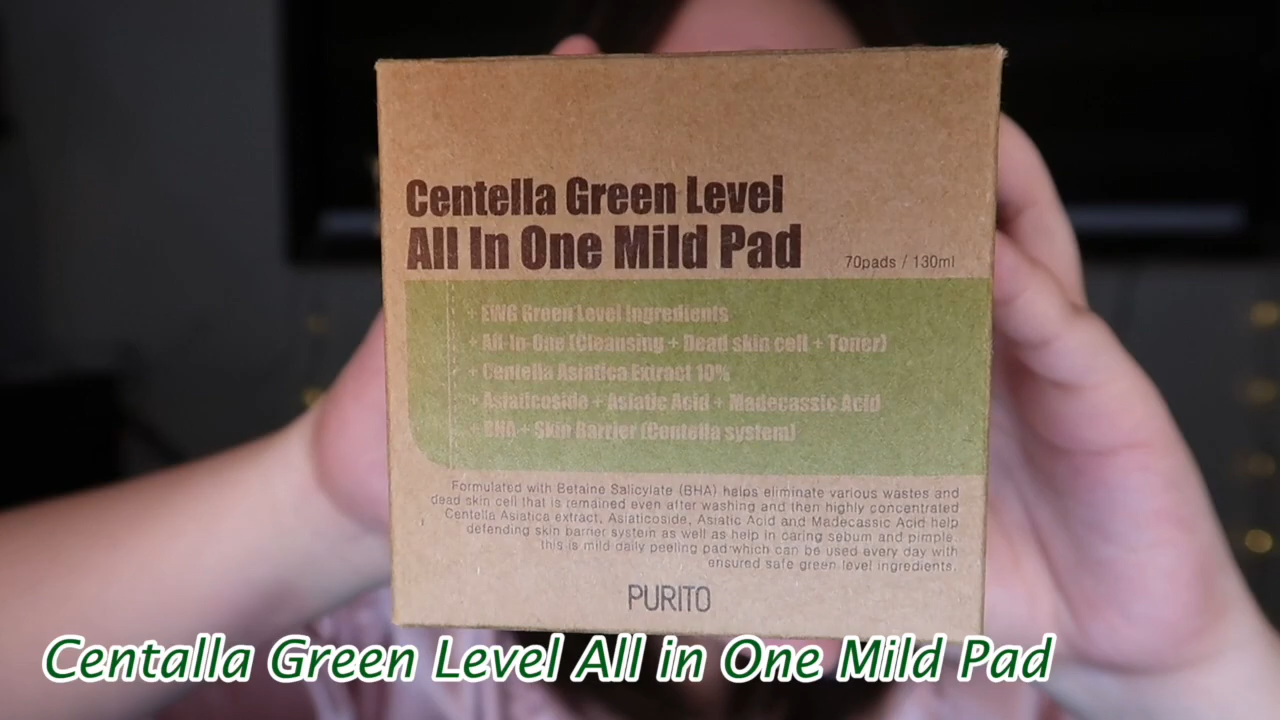 Centella Green Level
All In One Mild Pad
70pads / 130ml
+ EWG Green Level Ingredients
+ All-In-One (Cleansing + Dead skin cell + Toner)
+ Centella Asiatica Extract 10%
+ Asiaticoside + Asiatic Acid + Madecassic Acid
+ BHA + Skin Barrier (Centella system)
Formulated with Betaine Salicylate (BHA) helps eliminate various wastes and
dead skin cell that is remained even after washing and then highly concentrated
Centella Asiatica extract, Asiaticoside, Asiatic Acid and Madecassic Acid help
defending skin barrier system as well as help in caring sebum and pimple.
this is mild daily peeling pad which can be used every day with
ensured safe green level ingredients.
PURITO
Centalla Green Level All in One Mild Pad